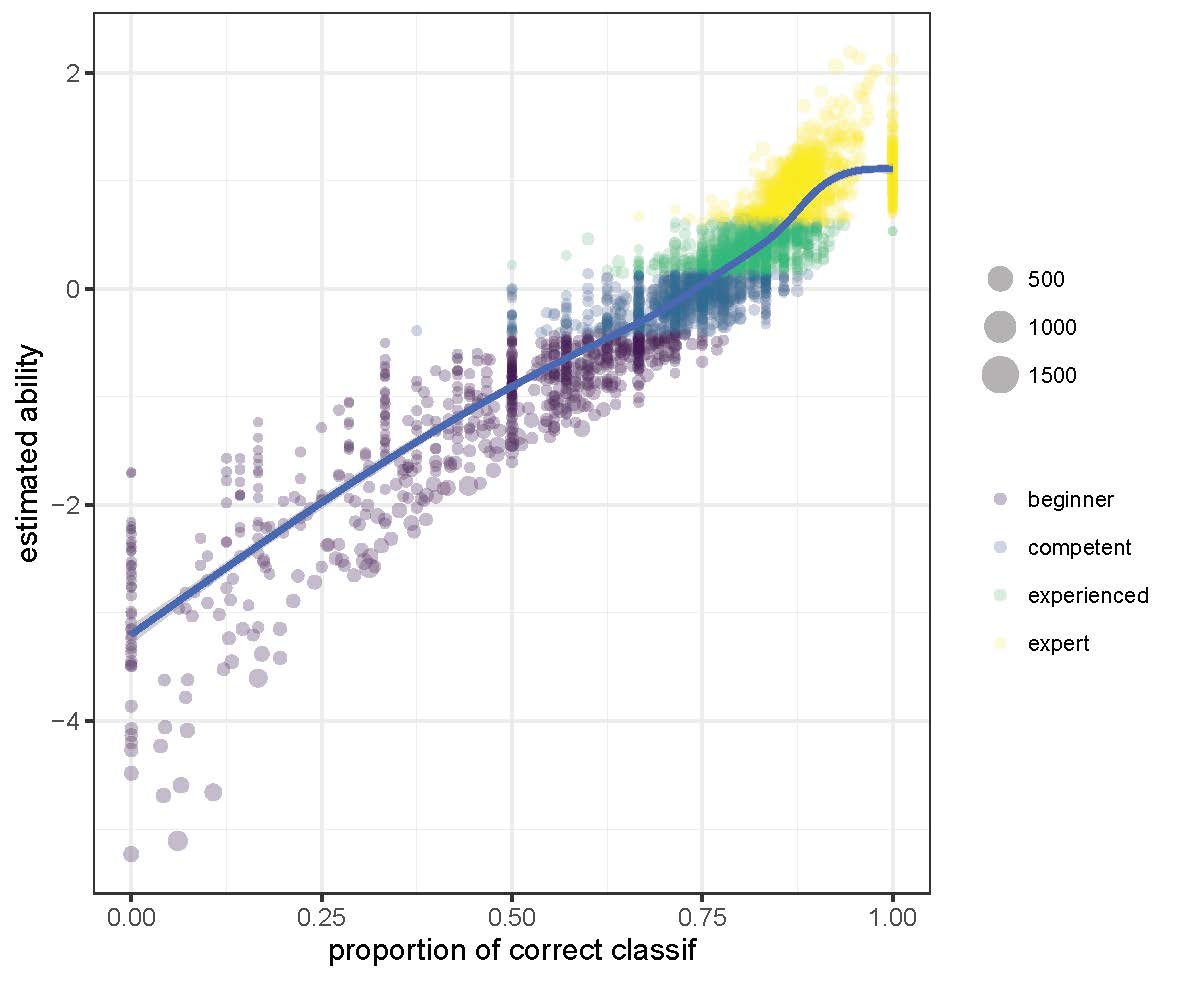 2
0
−2
−4
estimated ability
0.00 0.25 0.50 0.75 1.00
proportion of correct classif
500
1000
1500
beginner
competent
experienced
expert